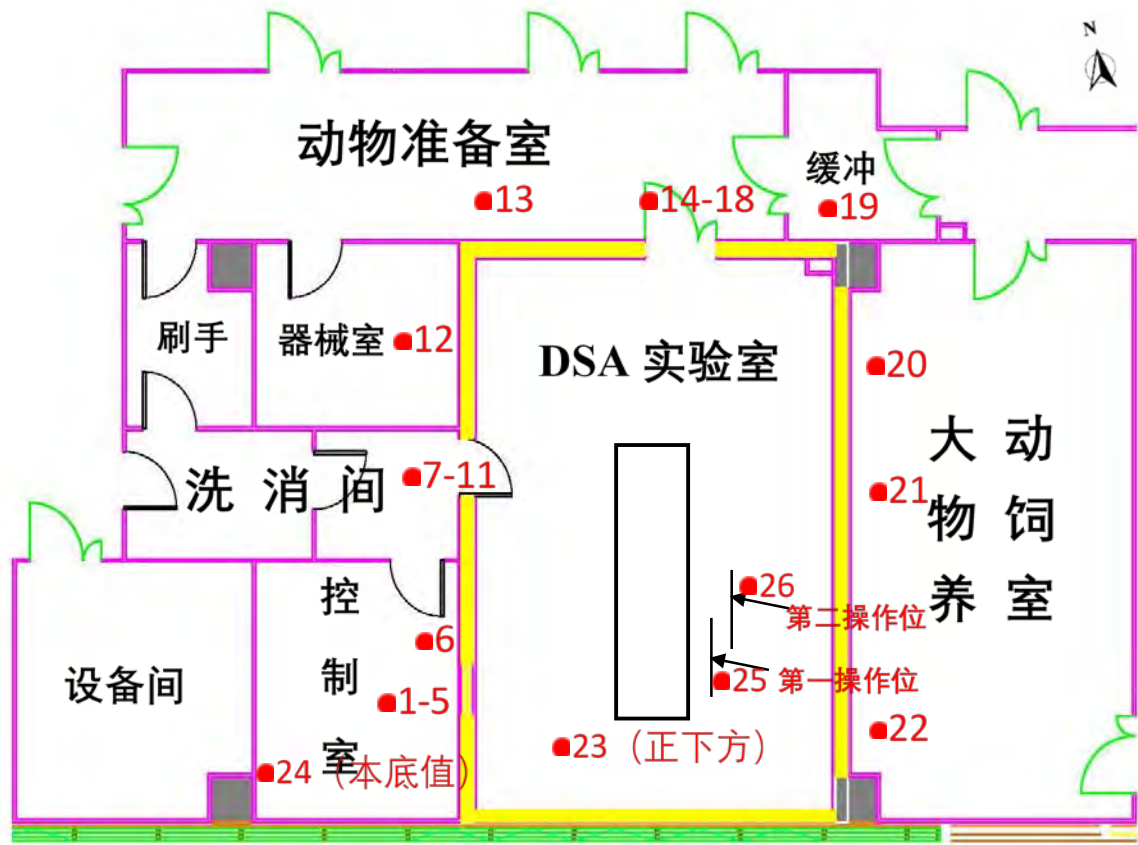 N
动物准备室
缓冲
13
14-18
19
刷手
器械室
12
DSA 实验室
20
大 动
物 饲
养 室
21
洗 消 间
7-11
26
第二操作位
控
制
室
6
设备间
1-5
25 第一操作位
22
23（正下方）
24（本底值）